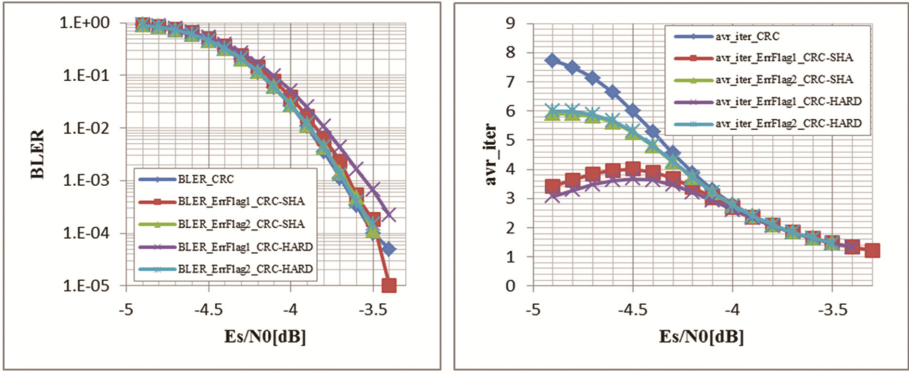 1.E+00
1.E-01
1.E-02
1.E-03
1.E-04
1.E-05
BLER
BLER_CRC
BLER_ErrFlag1_CRC-SHA
BLER_ErrFlag2_CRC-SHA
BLER_ErrFlag1_CRC-HARD
BLER_ErrFlag2_CRC-HARD
-5 -4.5 -4 -3.5
Es/N0[dB]
9
8
7
6
5
4
3
2
1
0
avr_iter
avr_iter_CRC
avr_iter_ErrFlag1_CRC-SHA
avr_iter_ErrFlag2_CRC-SHA
avr_iter_ErrFlag1_CRC-HARD
avr_iter_ErrFlag2_CRC-HARD
-5 -4.5 -4 -3.5
Es/N0[dB]